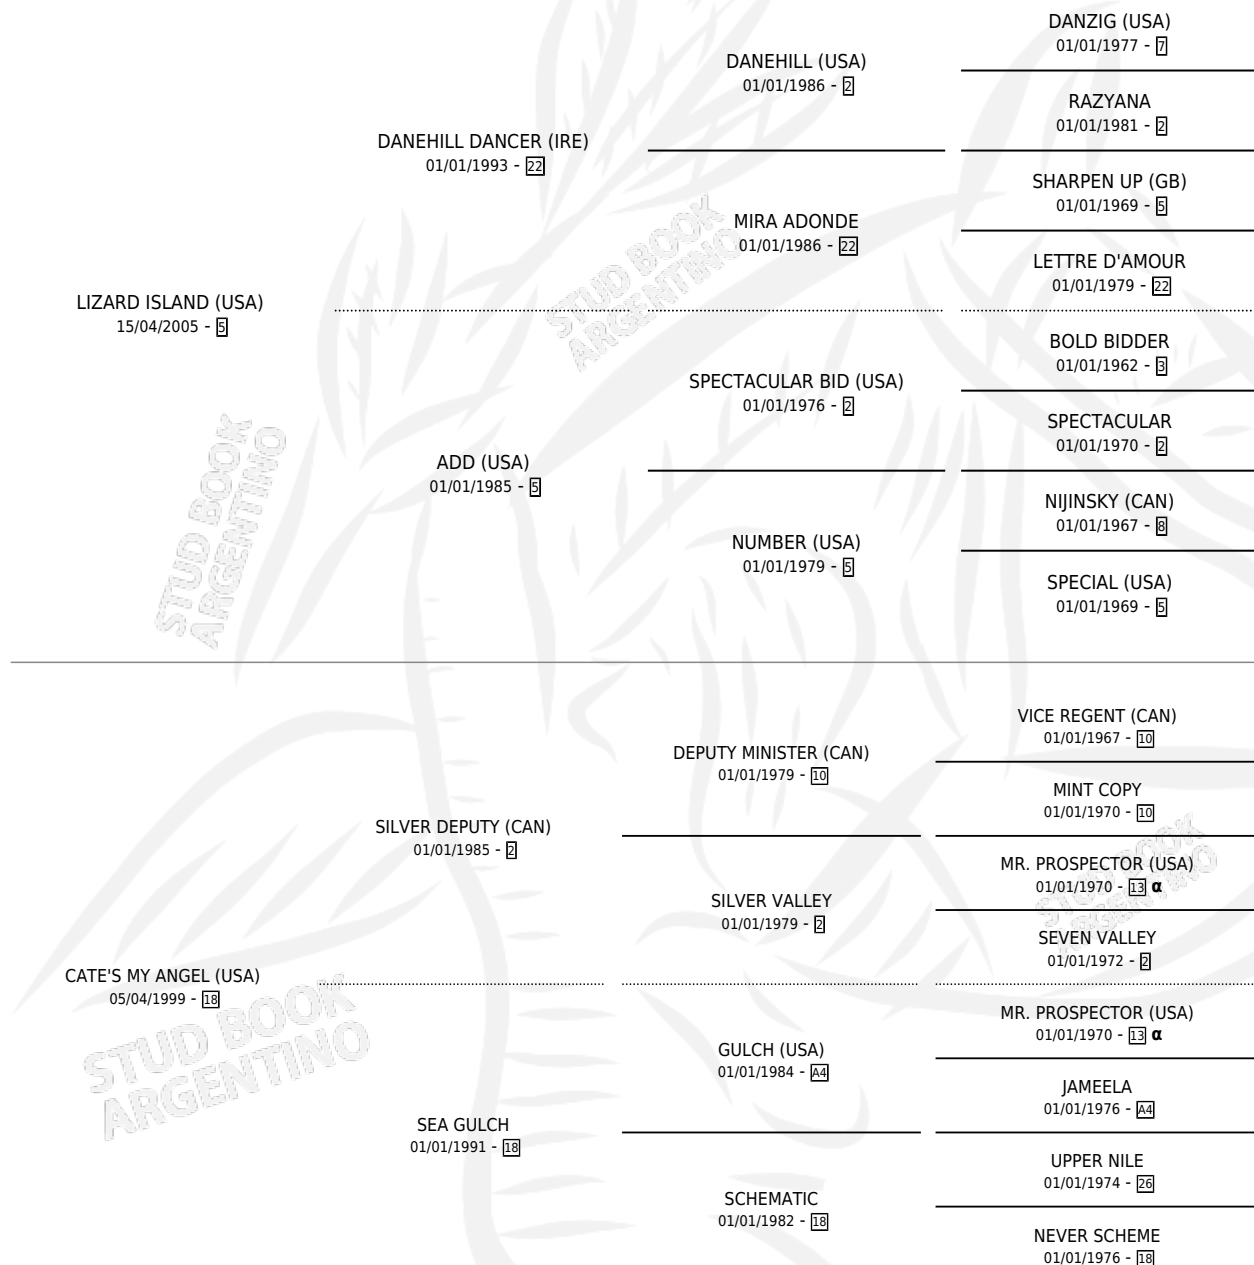 DANZIG (USA)
01/01/1977 - 7
DANEHILL (USA)
01/01/1986 - 2
RAZYANA
01/01/1981 - 2
DANEHILL DANCER (IRE)
01/01/1993 - 22
SHARPEN UP (GB)
01/01/1969 - 5
MIRA ADONDE
01/01/1986 - 22
LETTRE D'AMOUR
01/01/1979 - 22
LIZARD ISLAND (USA)
15/04/2005 - 5
STUD BOOK
ARGENTINO
BOLD BIDDER
01/01/1962 - 3
SPECTACULAR BID (USA)
01/01/1976 - 2
SPECTACULAR
01/01/1970 - 2
ADD (USA)
01/01/1985 - 5
NIJINSKY (CAN)
01/01/1967 - 8
NUMBER (USA)
01/01/1979 - 5
SPECIAL (USA)
01/01/1969 - 5
STUD BOOK
ARGENTINO
VICE REGENT (CAN)
01/01/1967 - 10
DEPUTY MINISTER (CAN)
01/01/1979 - 10
MINT COPY
01/01/1970 - 10
SILVER DEPUTY (CAN)
01/01/1985 - 2
MR. PROSPECTOR (USA)
01/01/1970 - 13 α
SILVER VALLEY
01/01/1979 - 2
SEVEN VALLEY
01/01/1972 - 2
STUD BOOK
ARGENTINO
CATE'S MY ANGEL (USA)
05/04/1999 - 18
MR. PROSPECTOR (USA)
01/01/1970 - 13 α
GULCH (USA)
01/01/1984 - A4
JAMEELA
01/01/1976 - A4
STUD BOOK
ARGENTINO
SEA GULCH
01/01/1991 - 18
UPPER NILE
01/01/1974 - 26
SCHEMATIC
01/01/1982 - 18
NEVER SCHEME
01/01/1976 - 18